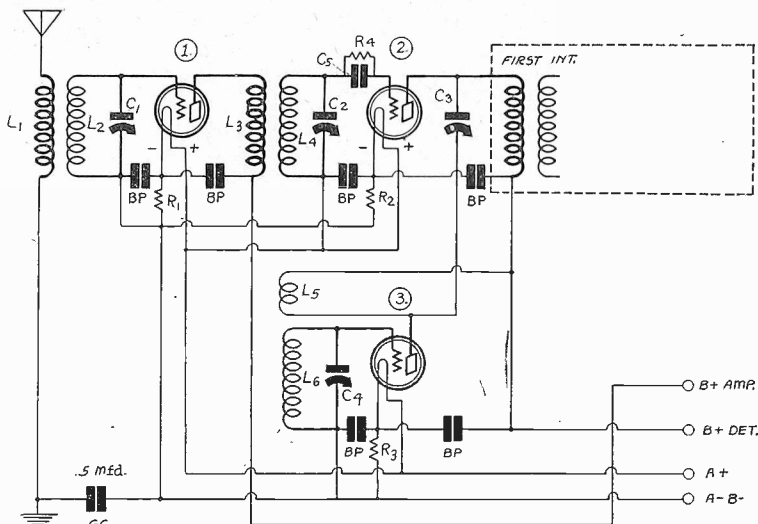 1.
R4
C5
2.
FIRST INT.
L1
L2
C1
L3
L4
C2
C3
- +
- +
BP
BP
R1
BP
R2
BP
L5
3.
L6
C4
B+ AMP.
BP
R3
BP
B+ DET.
.5 mfd.
A+
A- B-